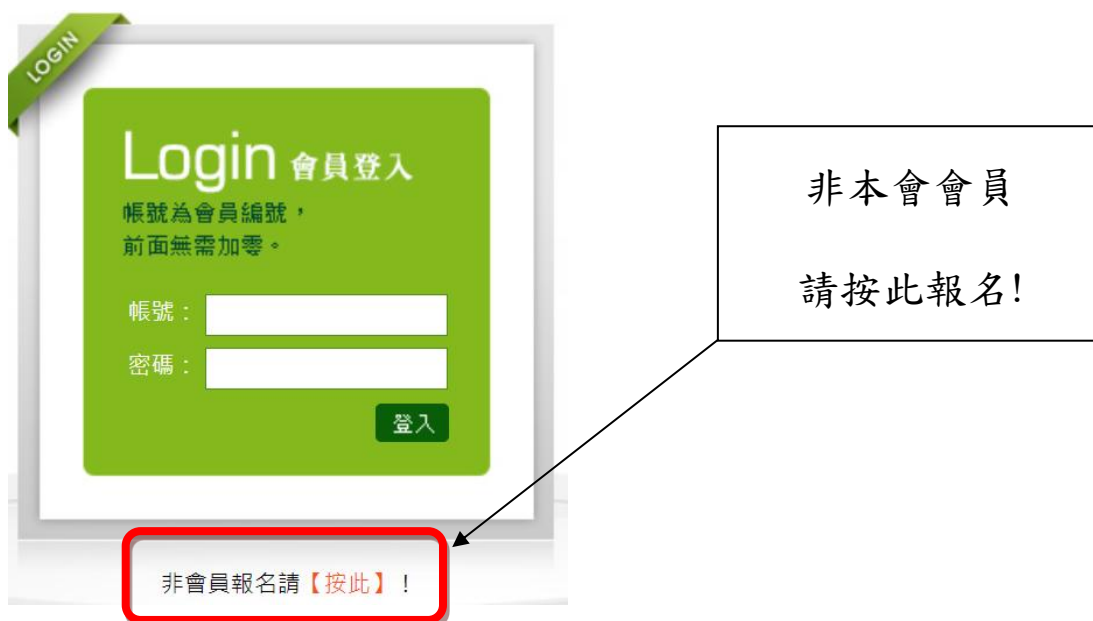 LOGIN
Login 會員登入
帳號為會員編號，
前面無需加零。
帳號：
密碼：
登入
非會員報名請【按此】！
非本會會員
請按此報名!